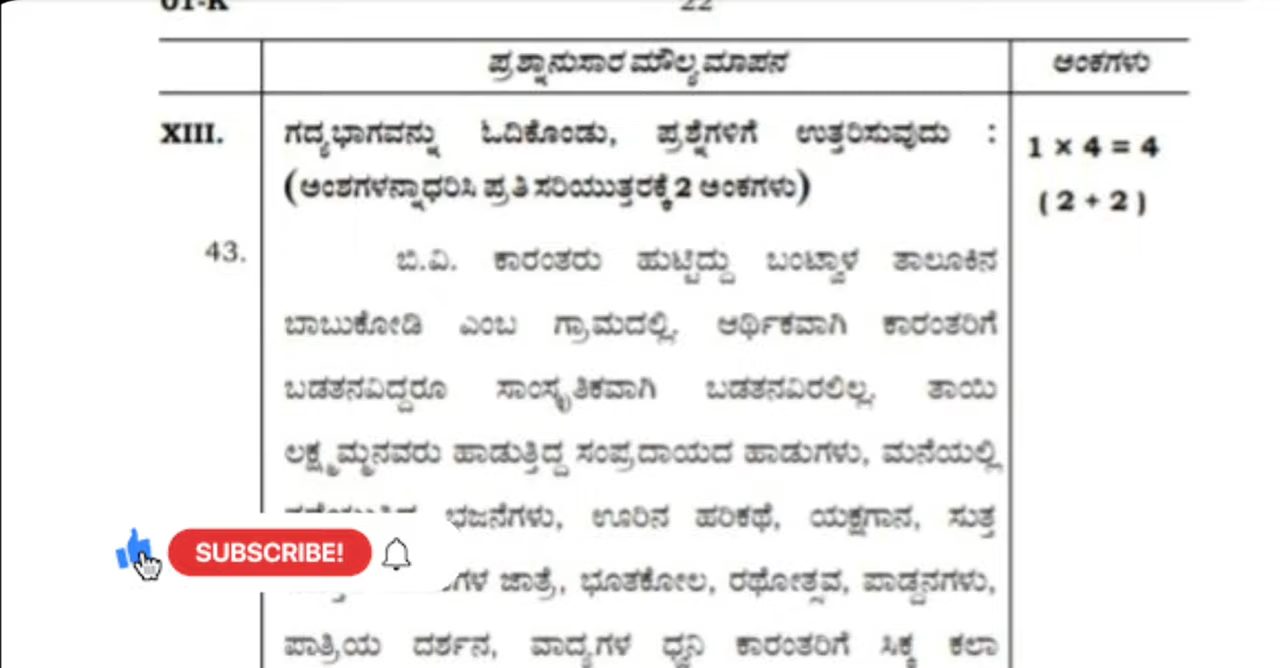 01-K 22
ಪ್ರಶ್ನಾನುಸಾರ ಮೌಲ್ಯಮಾಪನ ಅಂಕಗಳು
XIII. ಗದ್ಯಭಾಗವನ್ನು ಓದಿಕೊಂಡು, ಪ್ರಶ್ನೆಗಳಿಗೆ ಉತ್ತರಿಸುವುದು : 1 × 4 = 4
(ಅಂಶಗಳನ್ನಾಧರಿಸಿ ಪ್ರತಿ ಸರಿಯುತ್ತರಕ್ಕೆ 2 ಅಂಕಗಳು) ( 2 + 2 )
43. ಬಿ.ವಿ. ಕಾರಂತರು ಹುಟ್ಟಿದ್ದು ಬಂಟ್ವಾಳ ತಾಲೂಕಿನ
ಬಾಬುಕೋಡಿ ಎಂಬ ಗ್ರಾಮದಲ್ಲಿ. ಆರ್ಥಿಕವಾಗಿ ಕಾರಂತರಿಗೆ
ಬಡತನವಿದ್ದರೂ ಸಾಂಸ್ಕೃತಿಕವಾಗಿ ಬಡತನವಿರಲಿಲ್ಲ. ತಾಯಿ
ಲಕ್ಷ್ಮಮ್ಮನವರು ಹಾಡುತ್ತಿದ್ದ ಸಂಪ್ರದಾಯದ ಹಾಡುಗಳು, ಮನೆಯಲ್ಲಿ
ಭಜನೆಗಳು, ಊರಿನ ಹರಿಕಥೆ, ಯಕ್ಷಗಾನ, ಸುತ್ತ
SUBSCRIBE!
ಜಾತ್ರೆ, ಭೂತಕೋಲ, ರಥೋತ್ಸವ, ಪಾಡ್ದನಗಳು,
ಪಾತ್ರಿಯ ದರ್ಶನ, ವಾದ್ಯಗಳ ಧ್ವನಿ ಕಾರಂತರಿಗೆ ಸಿಕ್ಕ ಕಲಾ